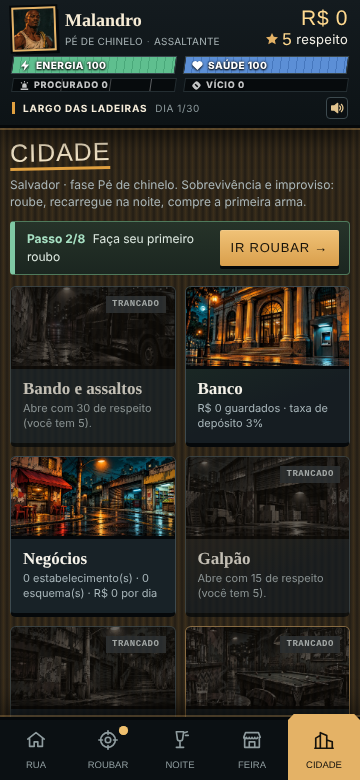 Malandro
PÉ DE CHINELO · ASSALTANTE
R$ 0
5 respeito
ENERGIA 100
SAÚDE 100
PROCURADO 0
VÍCIO 0
LARGO DAS LADEIRAS DIA 1/30
CIDADE
Salvador · fase Pé de chinelo. Sobrevivência e improviso:
roube, recarregue na noite, compre a primeira arma.
Passo 2/8 Faça seu primeiro
roubo
IR ROUBAR →
TRANCADO
Bando e assaltos
Abre com 30 de respeito
(você tem 5).
Banco
R$ 0 guardados · taxa de
depósito 3%
Negócios
0 estabelecimento(s) · 0
esquema(s) · R$ 0 por dia
TRANCADO
Galpão
Abre com 15 de respeito
(você tem 5).
TRANCADO
TRANCADO
RUA
ROUBAR
NOITE
FEIRA
CIDADE